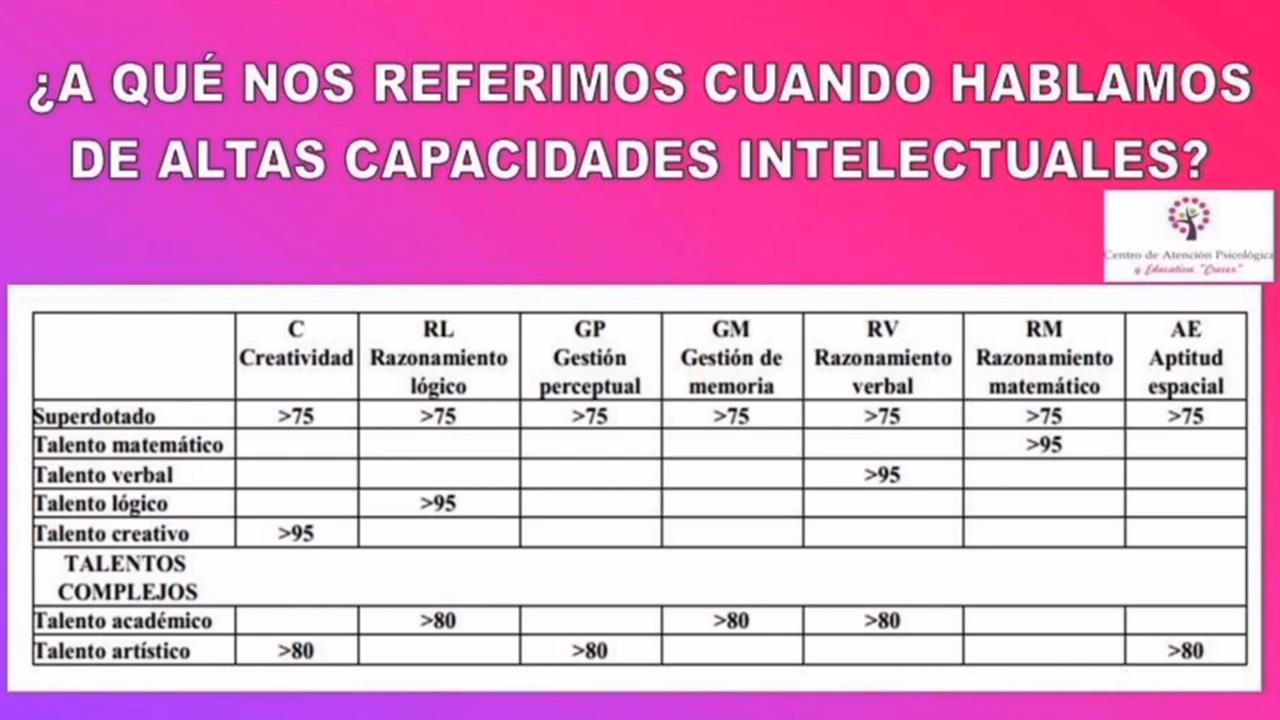 ¿A QUÉ NOS REFERIMOS CUANDO HABLAMOS
DE ALTAS CAPACIDADES INTELECTUALES?
Centro de Atención Psicológica
y Educativa "Crecer"
C Creatividad RL Razonamiento lógico GP Gestión perceptual GM Gestión de memoria RV Razonamiento verbal RM Razonamiento matemático AE Aptitud espacial
Superdotado >75 >75 >75 >75 >75 >75 >75
Talento matemático >95
Talento verbal >95
Talento lógico >95
Talento creativo >95
TALENTOS
COMPLEJOS
Talento académico >80 >80 >80
Talento artístico >80 >80 >80